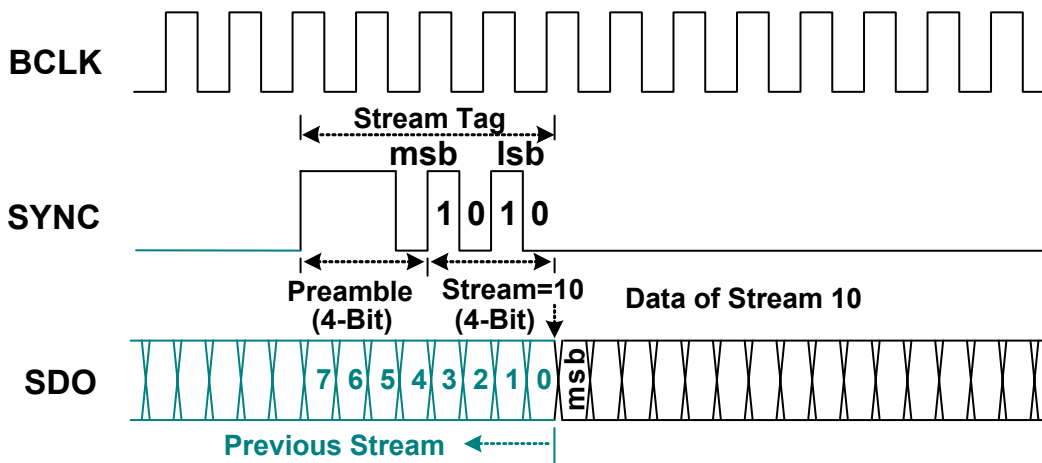 BCLK
Stream Tag
msb lsb
SYNC
1 0 1 0
Preamble
(4-Bit)
Stream=10
(4-Bit)
Data of Stream 10
SDO
7 6 5 4 3 2 1 0 msb
Previous Stream